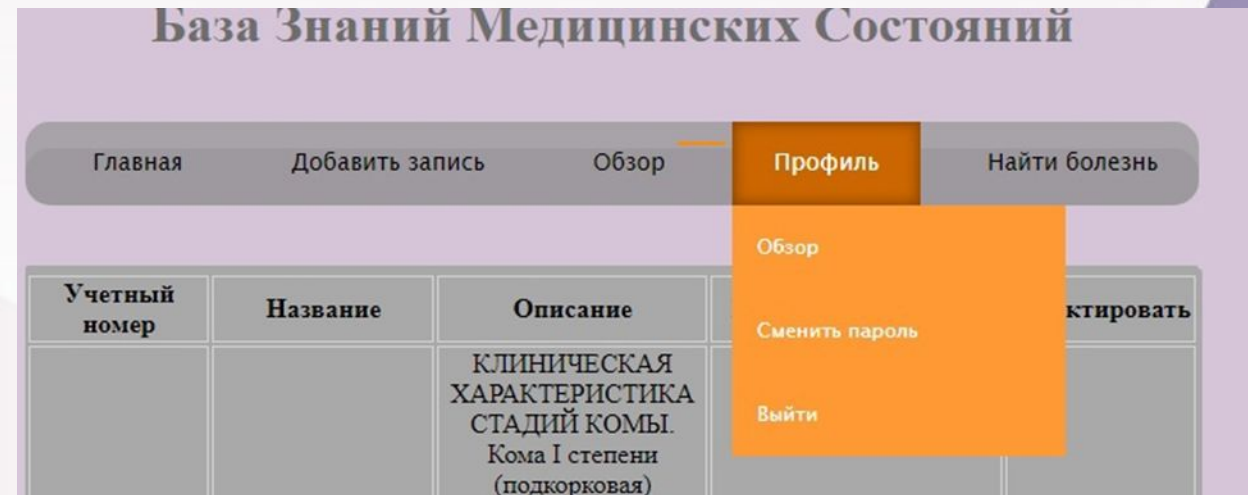 База Знаний Медицинских Состояний
Главная Добавить запись Обзор Профиль Найти болезнь
Обзор
Сменить пароль
Выйти
Учетный
номер
Название
Описание
КЛИНИЧЕСКАЯ
ХАРАКТЕРИСТИКА
СТАДИЙ КОМЫ.
Кома I степени
(подкорковая)